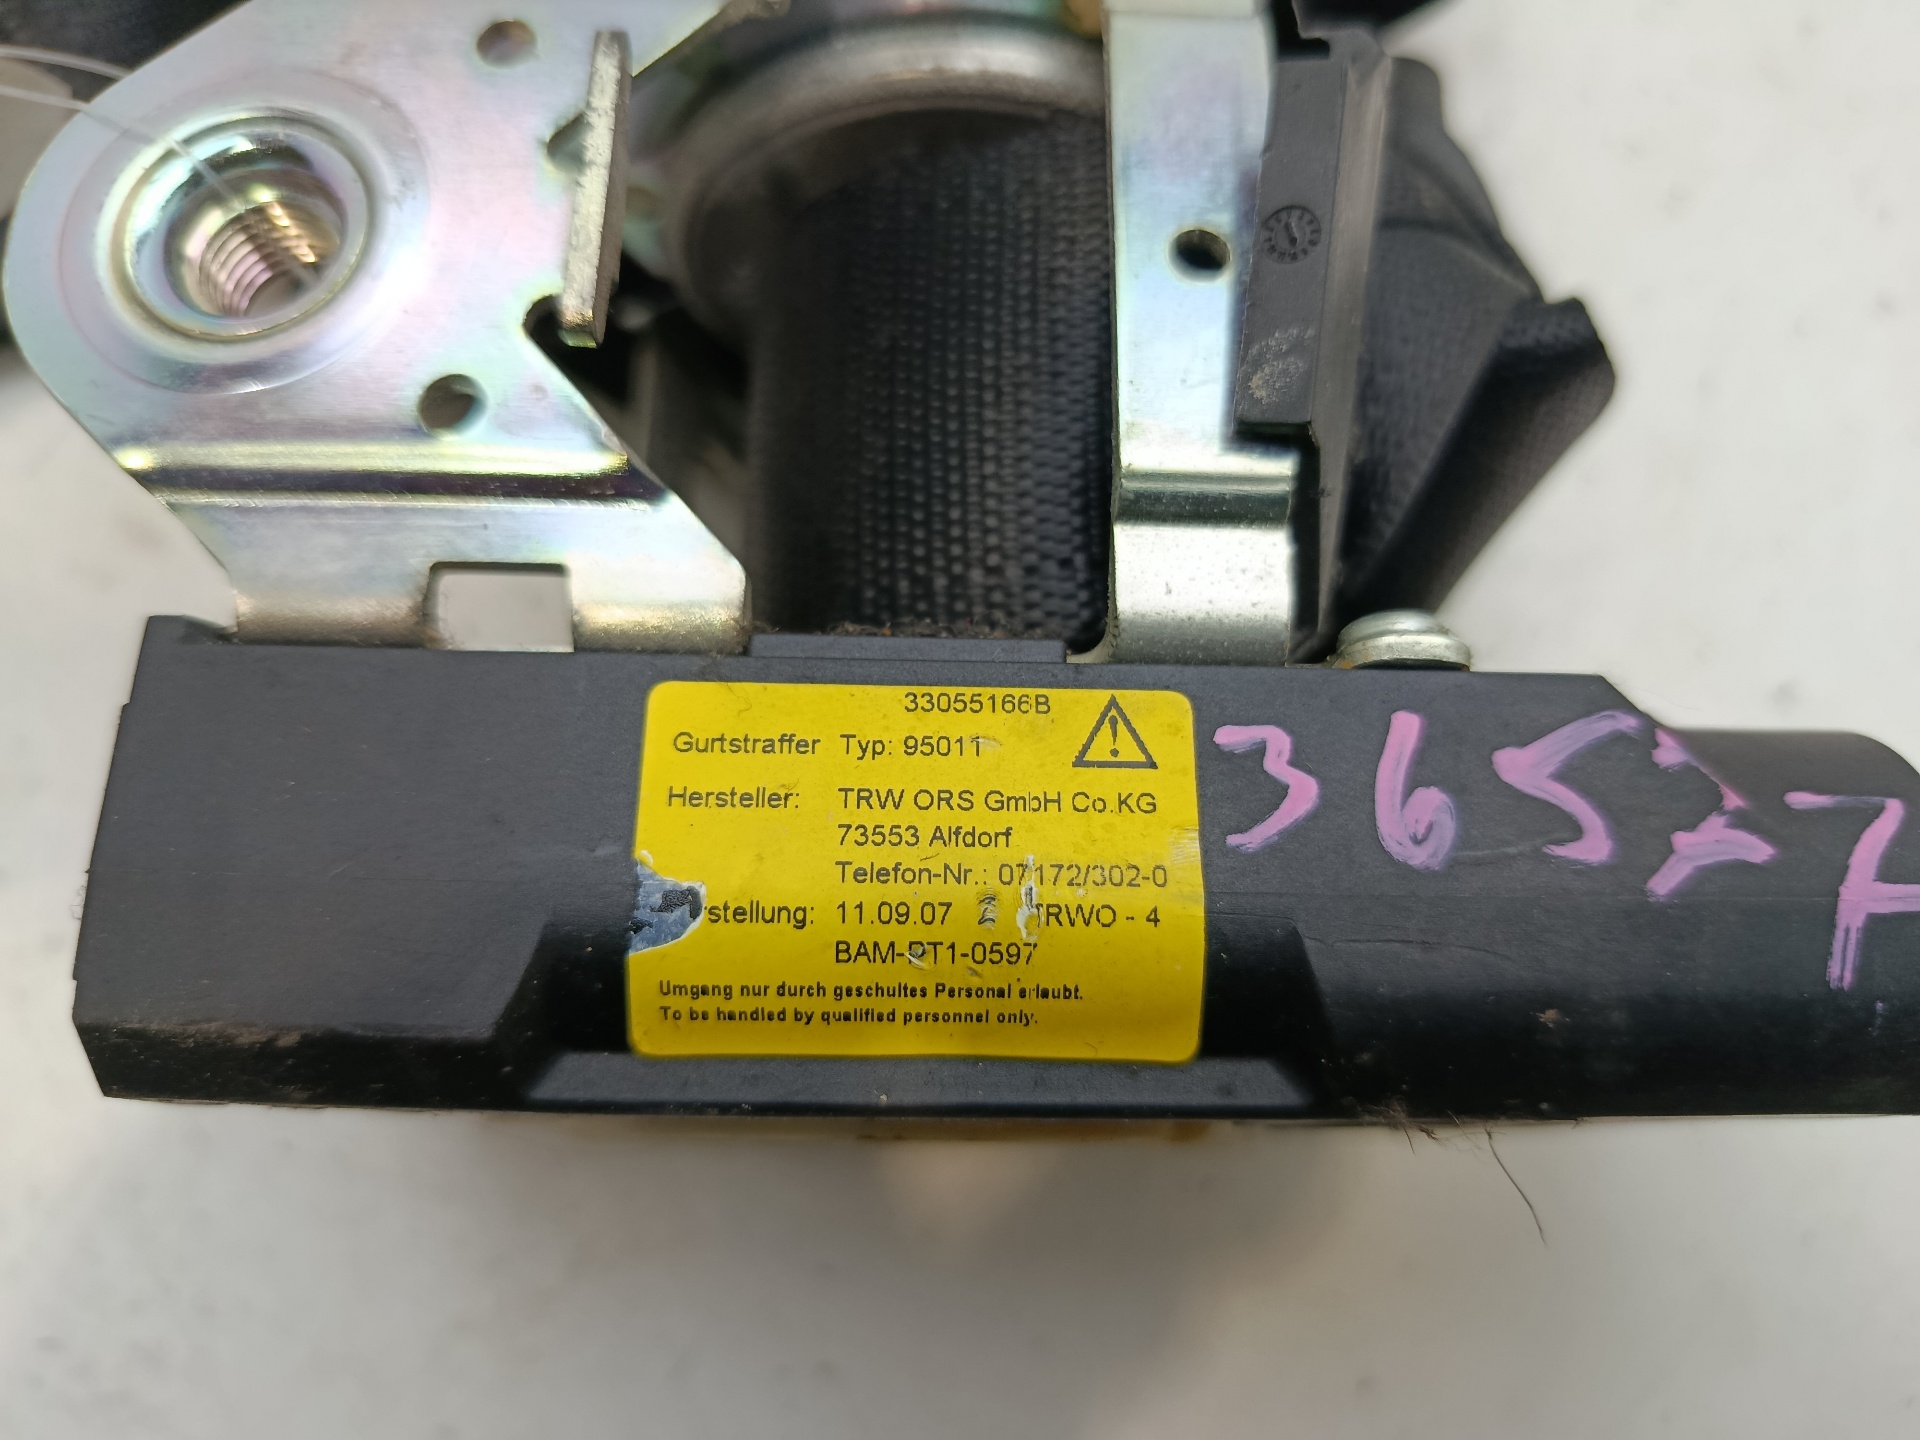 33055166B
Gurtstraffer Typ: 95011
Hersteller: TRW ORS GmbH Co.KG
73553 Alfdorf
Telefon-Nr.: 07172/302-0
rstellung: 11.09.07 TRWO - 4
BAM-PT1-0597
Umgang nur durch geschultes Personal erlaubt.
To be handled by qualified personnel only.